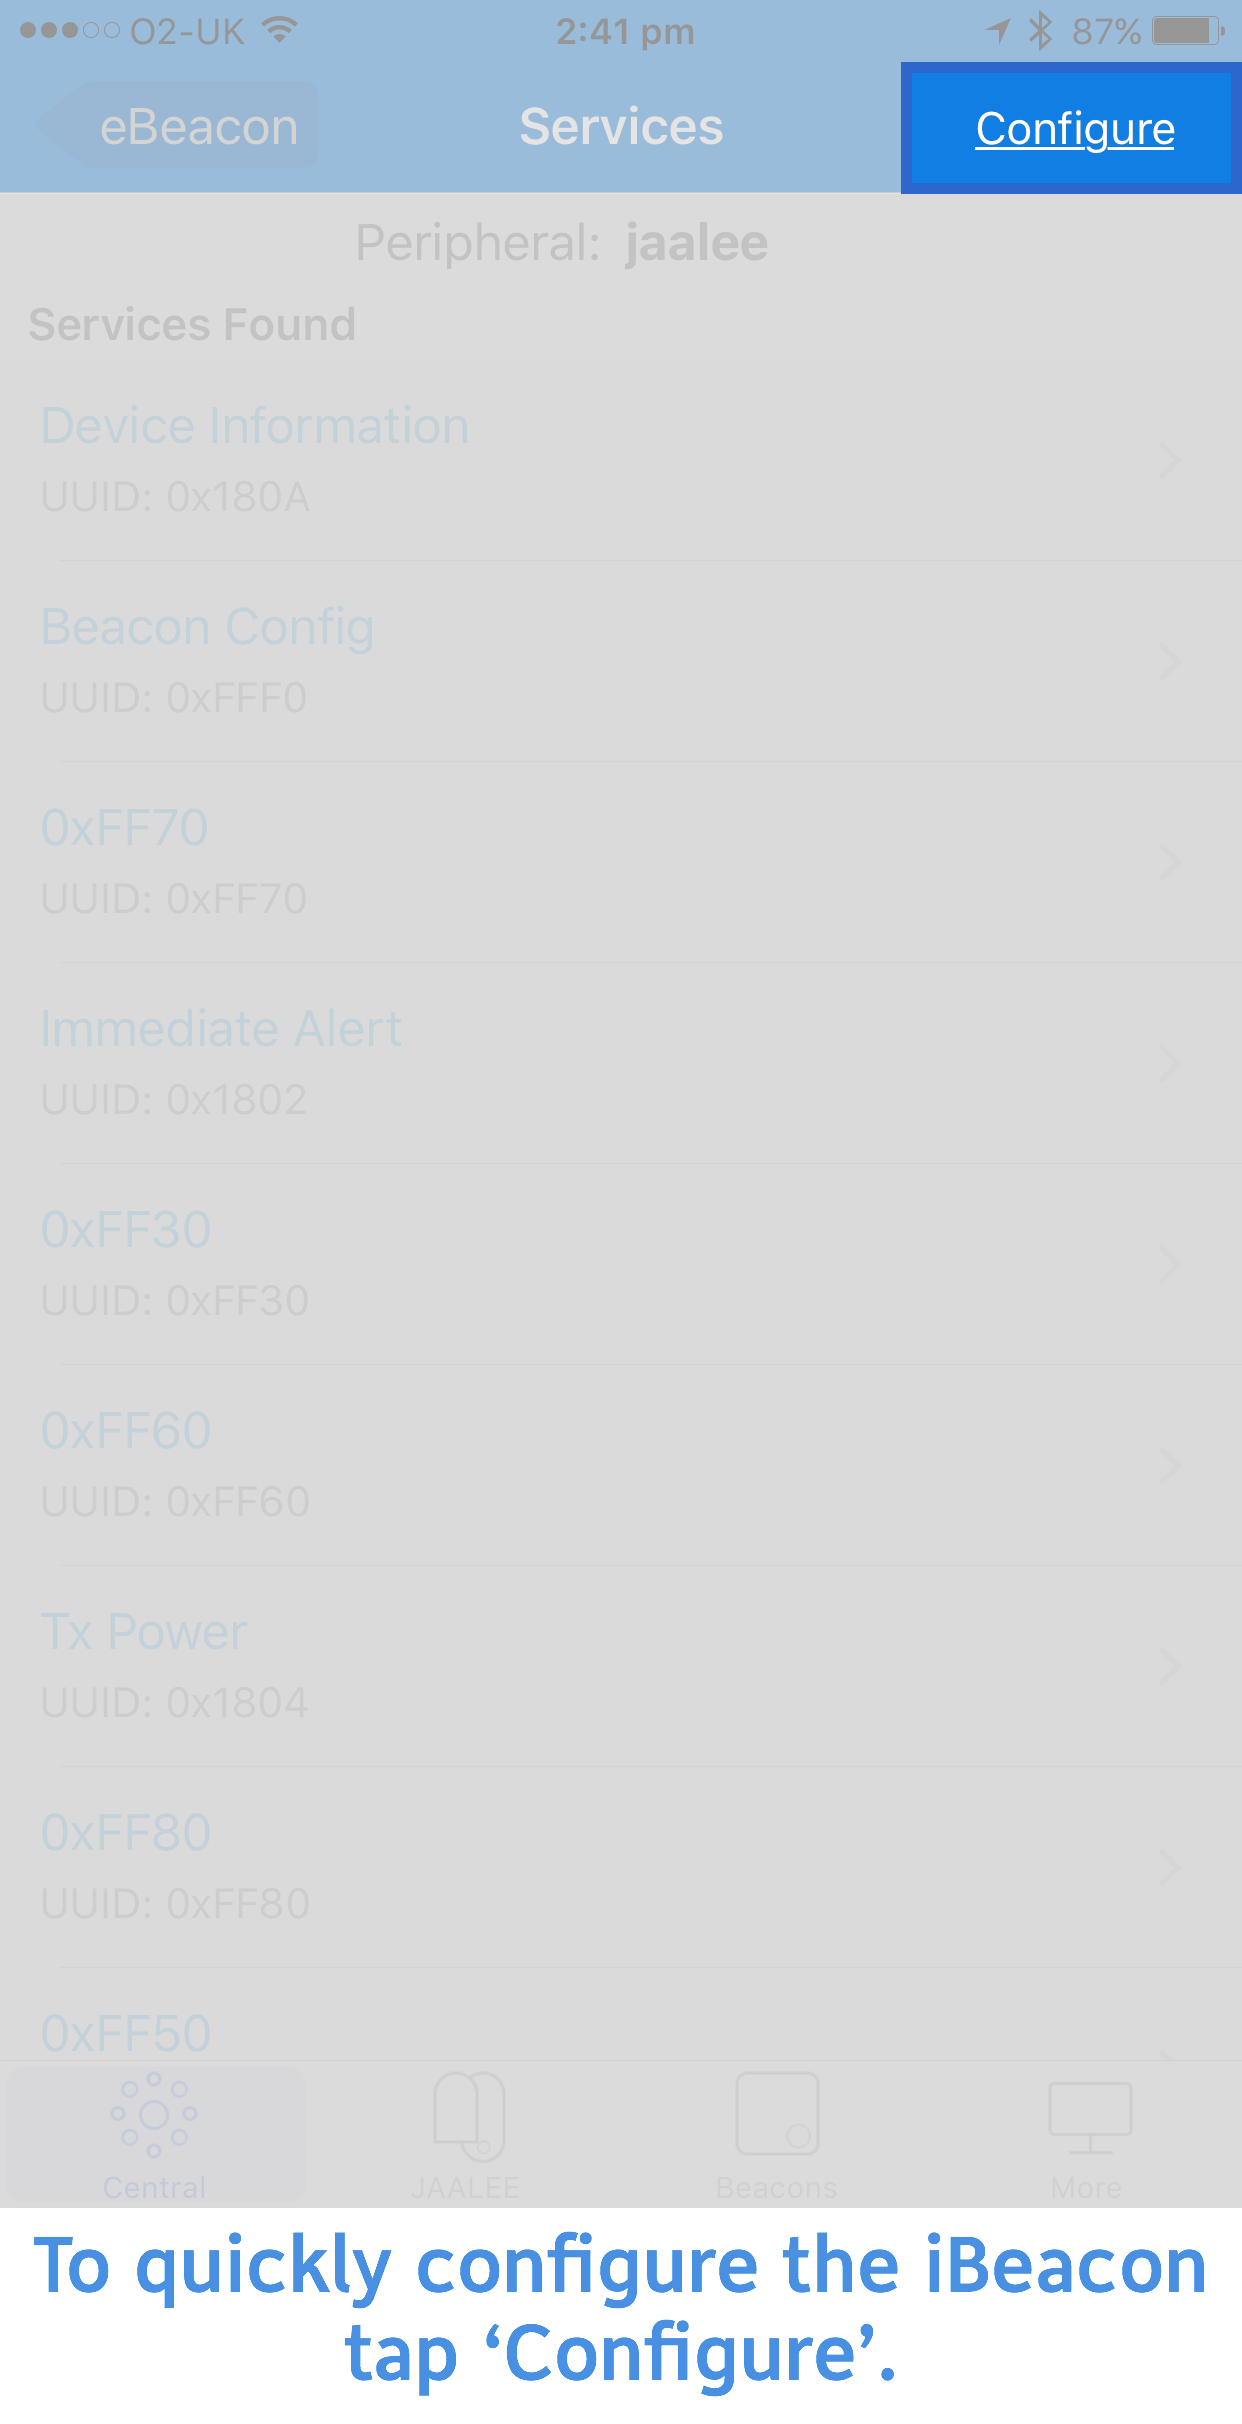 O2-UK 2:41 pm 87%
eBeacon Services Configure
Peripheral: jaalee
Services Found
Device Information
UUID: 0x180A
Beacon Config
UUID: 0xFFF0
0xFF70
UUID: 0xFF70
Immediate Alert
UUID: 0x1802
0xFF30
UUID: 0xFF30
0xFF60
UUID: 0xFF60
Tx Power
UUID: 0x1804
0xFF80
UUID: 0xFF80
0xFF50
Central JAALEE Beacons More
To quickly configure the iBeacon
tap ‘Configure’.